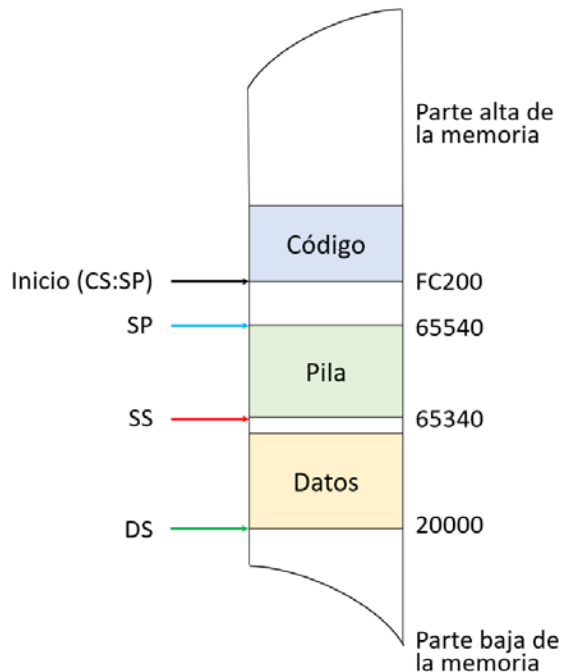 Parte alta de
la memoria
Código
Inicio (CS:SP)
FC200
SP
65540
Pila
SS
65340
Datos
DS
20000
Parte baja de
la memoria